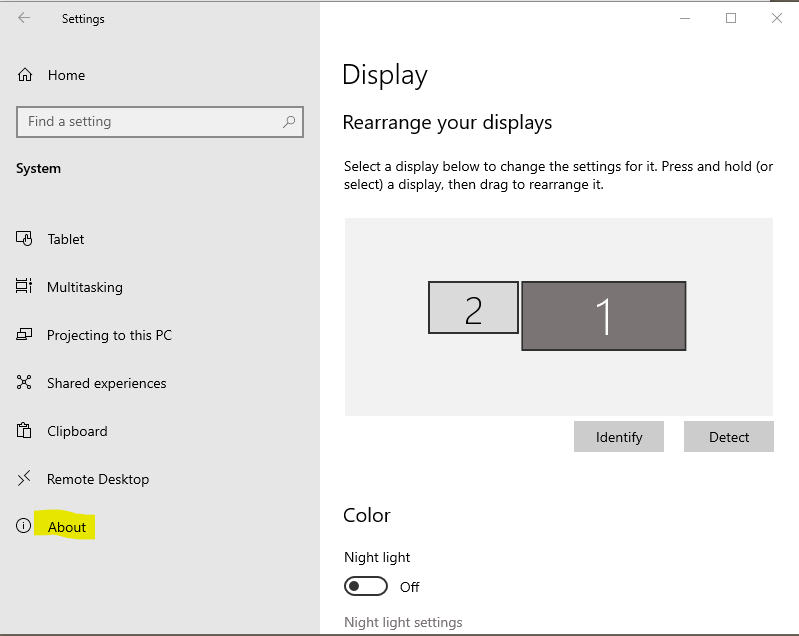 Settings
Home
Find a setting
System
Tablet
Multitasking
Projecting to this PC
Shared experiences
Clipboard
Remote Desktop
About
Display
Rearrange your displays
Select a display below to change the settings for it. Press and hold (or
select) a display, then drag to rearrange it.
2 1
Identify Detect
Color
Night light
Off
Night light settings